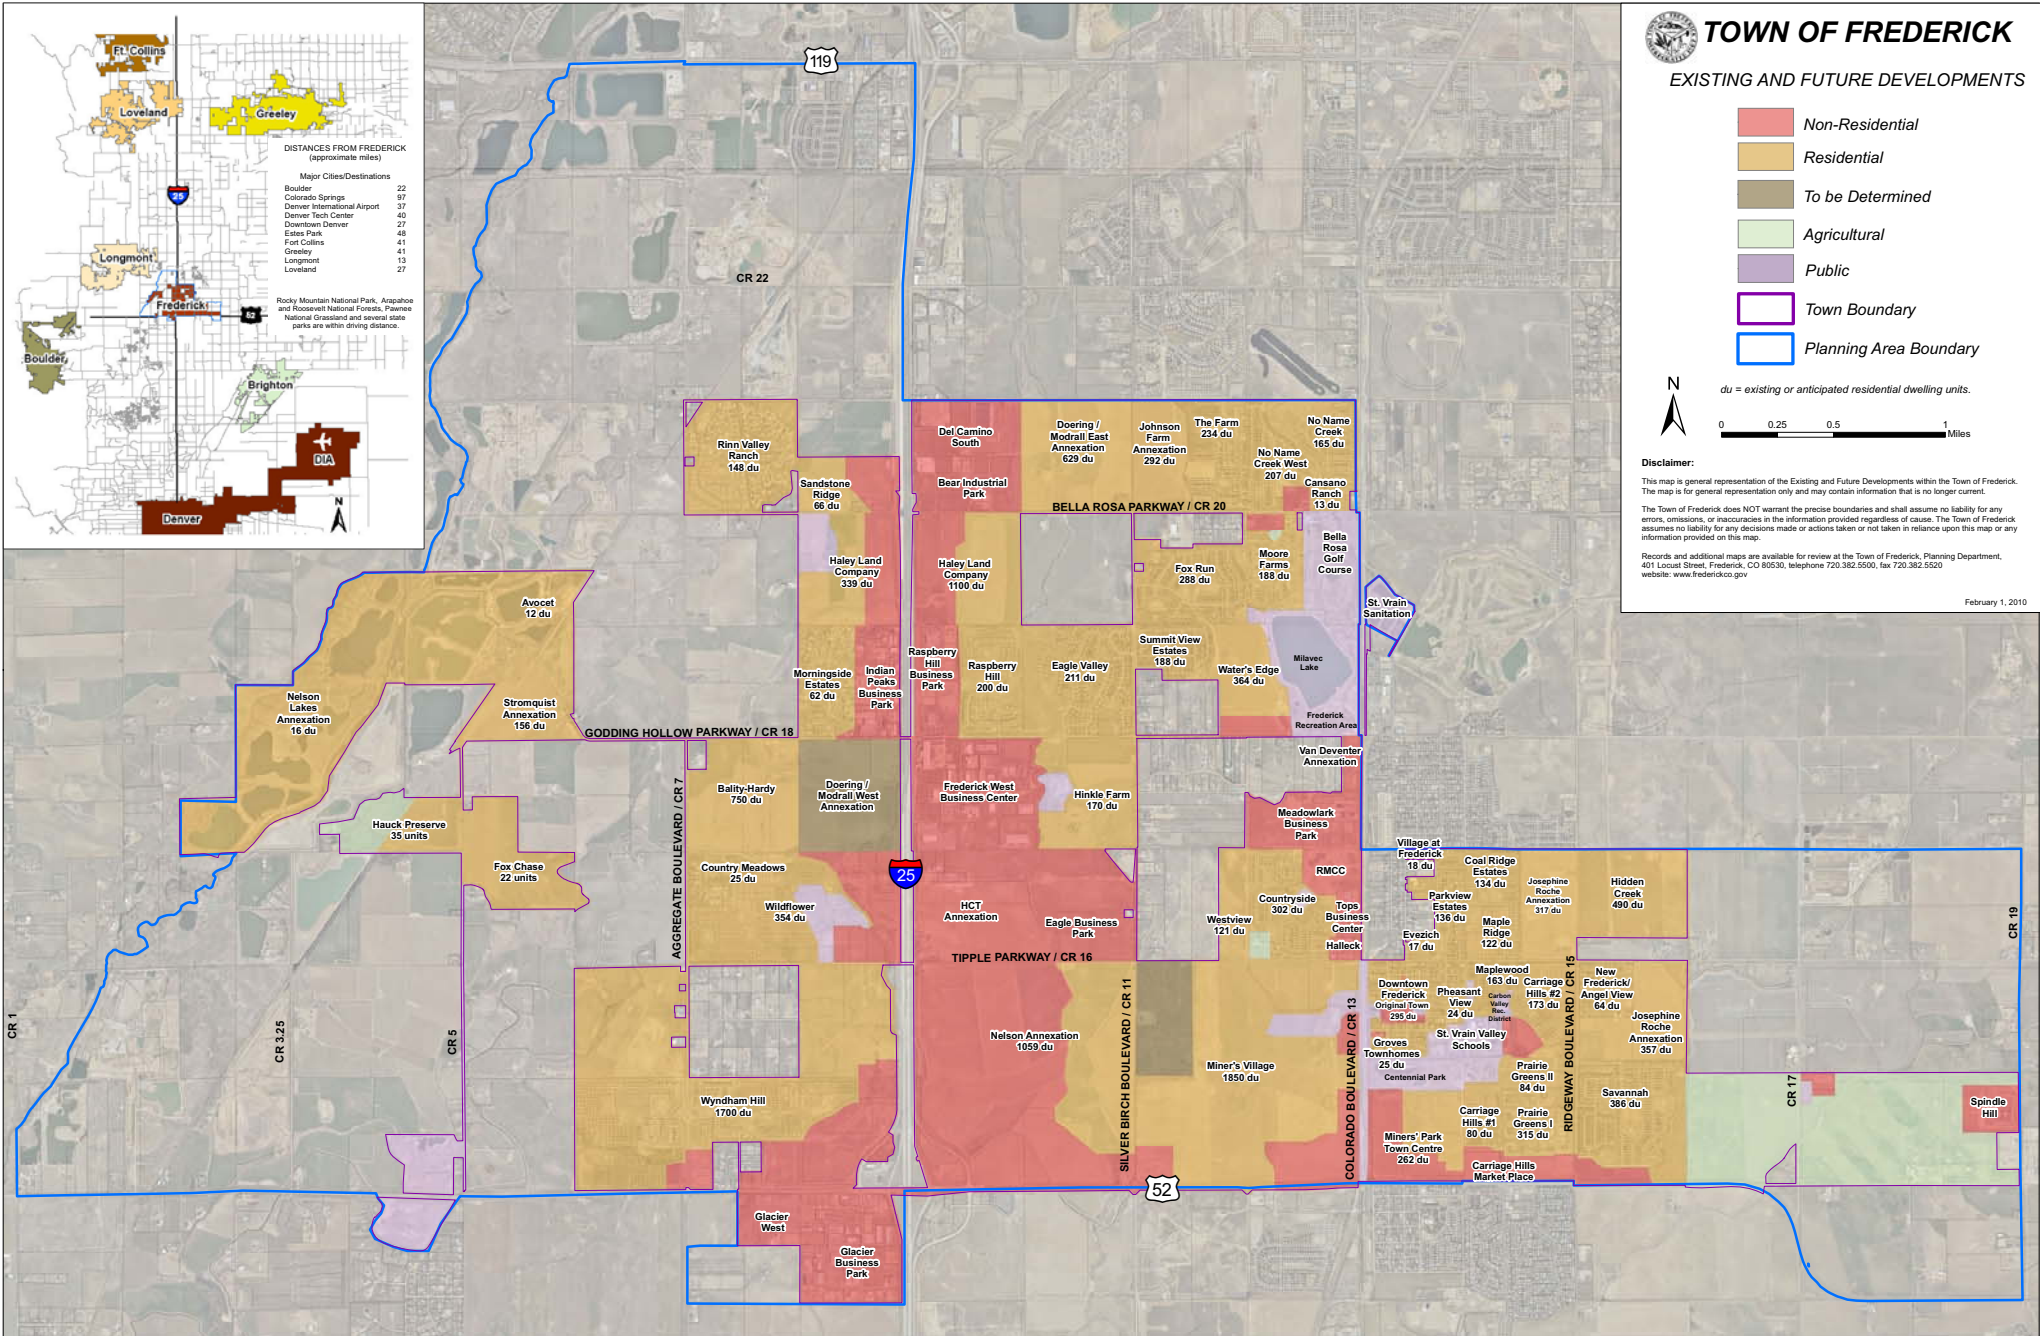 TOWN OF FREDERICK
EXISTING AND FUTURE DEVELOPMENTS
Non-Residential
Residential
To be Determined
Agricultural
Public
Town Boundary
Planning Area Boundary
du = existing or anticipated residential dwelling units.
N
0 0.25 0.5 1
Miles
Disclaimer:
This map is general representation of the Existing and Future Developments within the Town of Frederick.
The map is for general representation only and may contain information that is no longer current.
The Town of Frederick does NOT warrant the precise boundaries and shall assume no liability for any
errors, omissions, or inaccuracies in the information provided regardless of cause. The Town of Frederick
assumes no liability for any decisions made or actions taken or not taken in reliance upon this map or any
information provided on this map.
Records and additional maps are available for review at the Town of Frederick, Planning Department,
401 Locust Street, Frederick, CO 80530, telephone 720.382.5500, fax 720.382.5520
website: www.frederickco.gov
February 1, 2010
Ft. Collins
Loveland
Greeley
25
Longmont
Frederick
52
Boulder
Brighton
DIA
Denver
N
DISTANCES FROM FREDERICK
(approximate miles)
Major Cities/Destinations
Boulder 22
Colorado Springs 97
Denver International Airport 37
Denver Tech Center 40
Downtown Denver 27
Estes Park 48
Fort Collins 41
Greeley 41
Longmont 13
Loveland 27
Rocky Mountain National Park, Arapahoe
and Roosevelt National Forests, Pawnee
National Grassland and several state
parks are within driving distance.
119
CR 22
Rinn Valley
Ranch
148 du
Sandstone
Ridge
66 du
Del Camino
South
Bear Industrial
Park
Doering /
Modrall East
Annexation
629 du
Johnson
Farm
Annexation
292 du
The Farm
234 du
No Name
Creek
165 du
No Name
Creek West
207 du
Cansano
Ranch
13 du
BELLA ROSA PARKWAY / CR 20
Haley Land
Company
339 du
Haley Land
Company
1100 du
Fox Run
288 du
Moore
Farms
188 du
Bella
Rosa
Golf
Course
St. Vrain
Sanitation
Avocet
12 du
Nelson
Lakes
Annexation
16 du
Stromquist
Annexation
156 du
Morningside
Estates
62 du
Indian
Peaks
Business
Park
Raspberry
Hill
Business
Park
Raspberry
Hill
200 du
Eagle Valley
211 du
Summit View
Estates
188 du
Water's Edge
364 du
Milavec
Lake
Frederick
Recreation Area
GODDING HOLLOW PARKWAY / CR 18
Bality-Hardy
750 du
Doering /
Modrall West
Annexation
Frederick West
Business Center
Hinkle Farm
170 du
Van Deventer
Annexation
Meadowlark
Business
Park
Hauck Preserve
35 units
Fox Chase
22 units
AGGREGATE BOULEVARD / CR 7
Country Meadows
25 du
Wildflower
354 du
25
HCT
Annexation
Eagle Business
Park
Westview
121 du
Countryside
302 du
RMCC
Tops
Business
Center
Halleck
Village at
Frederick
18 du
Coal Ridge
Estates
134 du
Parkview
Estates
136 du
Evezich
17 du
Maple
Ridge
122 du
Josephine
Roche
Annexation
317 du
Hidden
Creek
490 du
CR 19
TIPPLE PARKWAY / CR 16
Downtown
Frederick
Original Town
295 du
Maplewood
163 du
Pheasant
View
24 du
Carbon
Valley
Rec.
District
Carriage
Hills #2
173 du
St. Vrain Valley
Schools
New
Frederick/
Angel View
64 du
Josephine
Roche
Annexation
357 du
CR 1
CR 3.25
CR 5
Nelson Annexation
1059 du
SILVER BIRCH BOULEVARD / CR 11
Miner's Village
1850 du
COLORADO BOULEVARD / CR 13
Groves
Townhomes
25 du
Centennial Park
RIDGEWAY BOULEVARD / CR 15
Prairie
Greens II
84 du
Savannah
386 du
CR 17
Spindle
Hill
Wyndham Hill
1700 du
Carriage
Hills #1
80 du
Prairie
Greens I
315 du
Miners' Park
Town Centre
262 du
Carriage Hills
Market Place
52
Glacier
West
Glacier
Business
Park